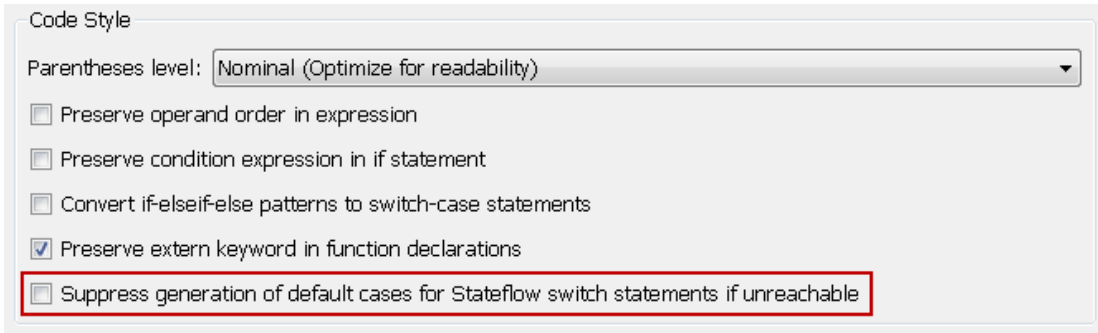 Code Style
Parentheses level: Nominal (Optimize for readability)
Preserve operand order in expression
Preserve condition expression in if statement
Convert if-elseif-else patterns to switch-case statements
Preserve extern keyword in function declarations
Suppress generation of default cases for Stateflow switch statements if unreachable